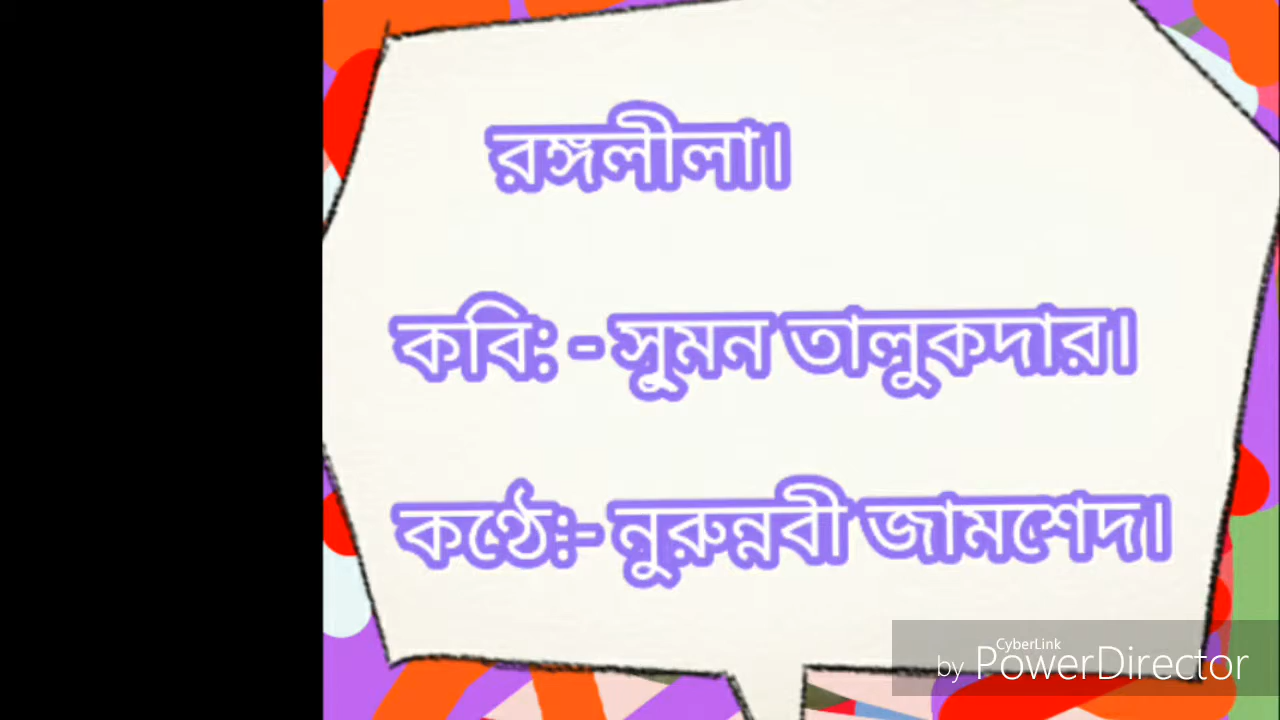 রঙ্গলীলা।
কবিঃ - সূমন তালুকদার।
কণ্ঠেঃ- নুরুন্নবী জামশেদ।
CyberLink
by PowerDirector